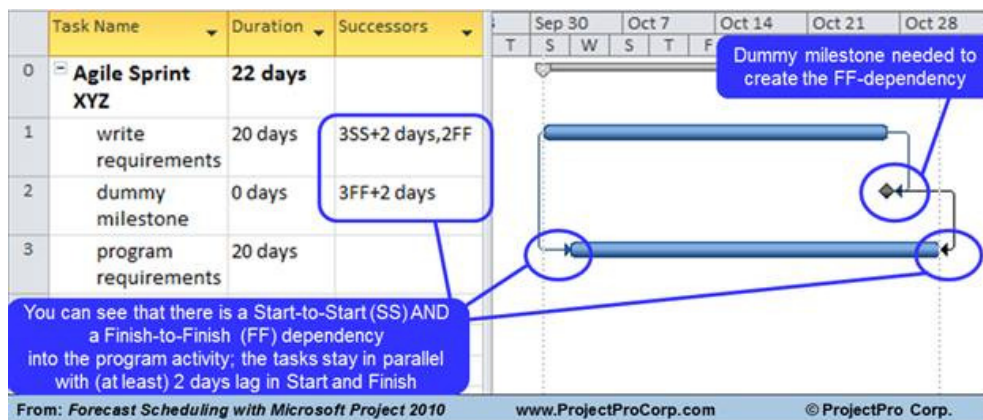 Task Name Duration Successors Sep 30 Oct 7 Oct 14 Oct 21 Oct 28
T S W S T F
Dummy milestone needed to
create the FF-dependency
0 Agile Sprint 22 days
XYZ
1 write 20 days 3SS+2 days,2FF
requirements
2 dummy 0 days 3FF+2 days
milestone
3 program 20 days
requirements
You can see that there is a Start-to-Start (SS) AND
a Finish-to-Finish (FF) dependency
into the program activity; the tasks stay in parallel
with (at least) 2 days lag in Start and Finish
From: Forecast Scheduling with Microsoft Project 2010 www.ProjectProCorp.com © ProjectPro Corp.